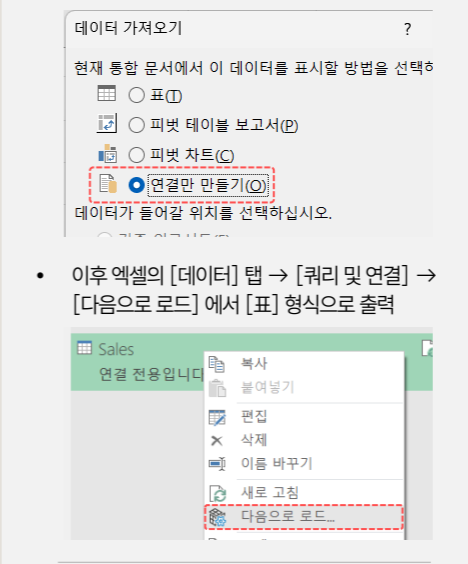 데이터 가져오기 ?
현재 통합 문서에서 이 데이터를 표시할 방법을 선택하
표(T)
피벗 테이블 보고서(P)
피벗 차트(C)
연결만 만들기(O)
데이터가 들어갈 위치를 선택하십시오.
• 이후 엑셀의 [데이터] 탭 → [쿼리 및 연결] →
[다음으로 로드] 에서 [표] 형식으로 출력
Sales
연결 전용입니다
복사
붙여넣기
편집
삭제
이름 바꾸기
새로 고침
다음으로 로드...